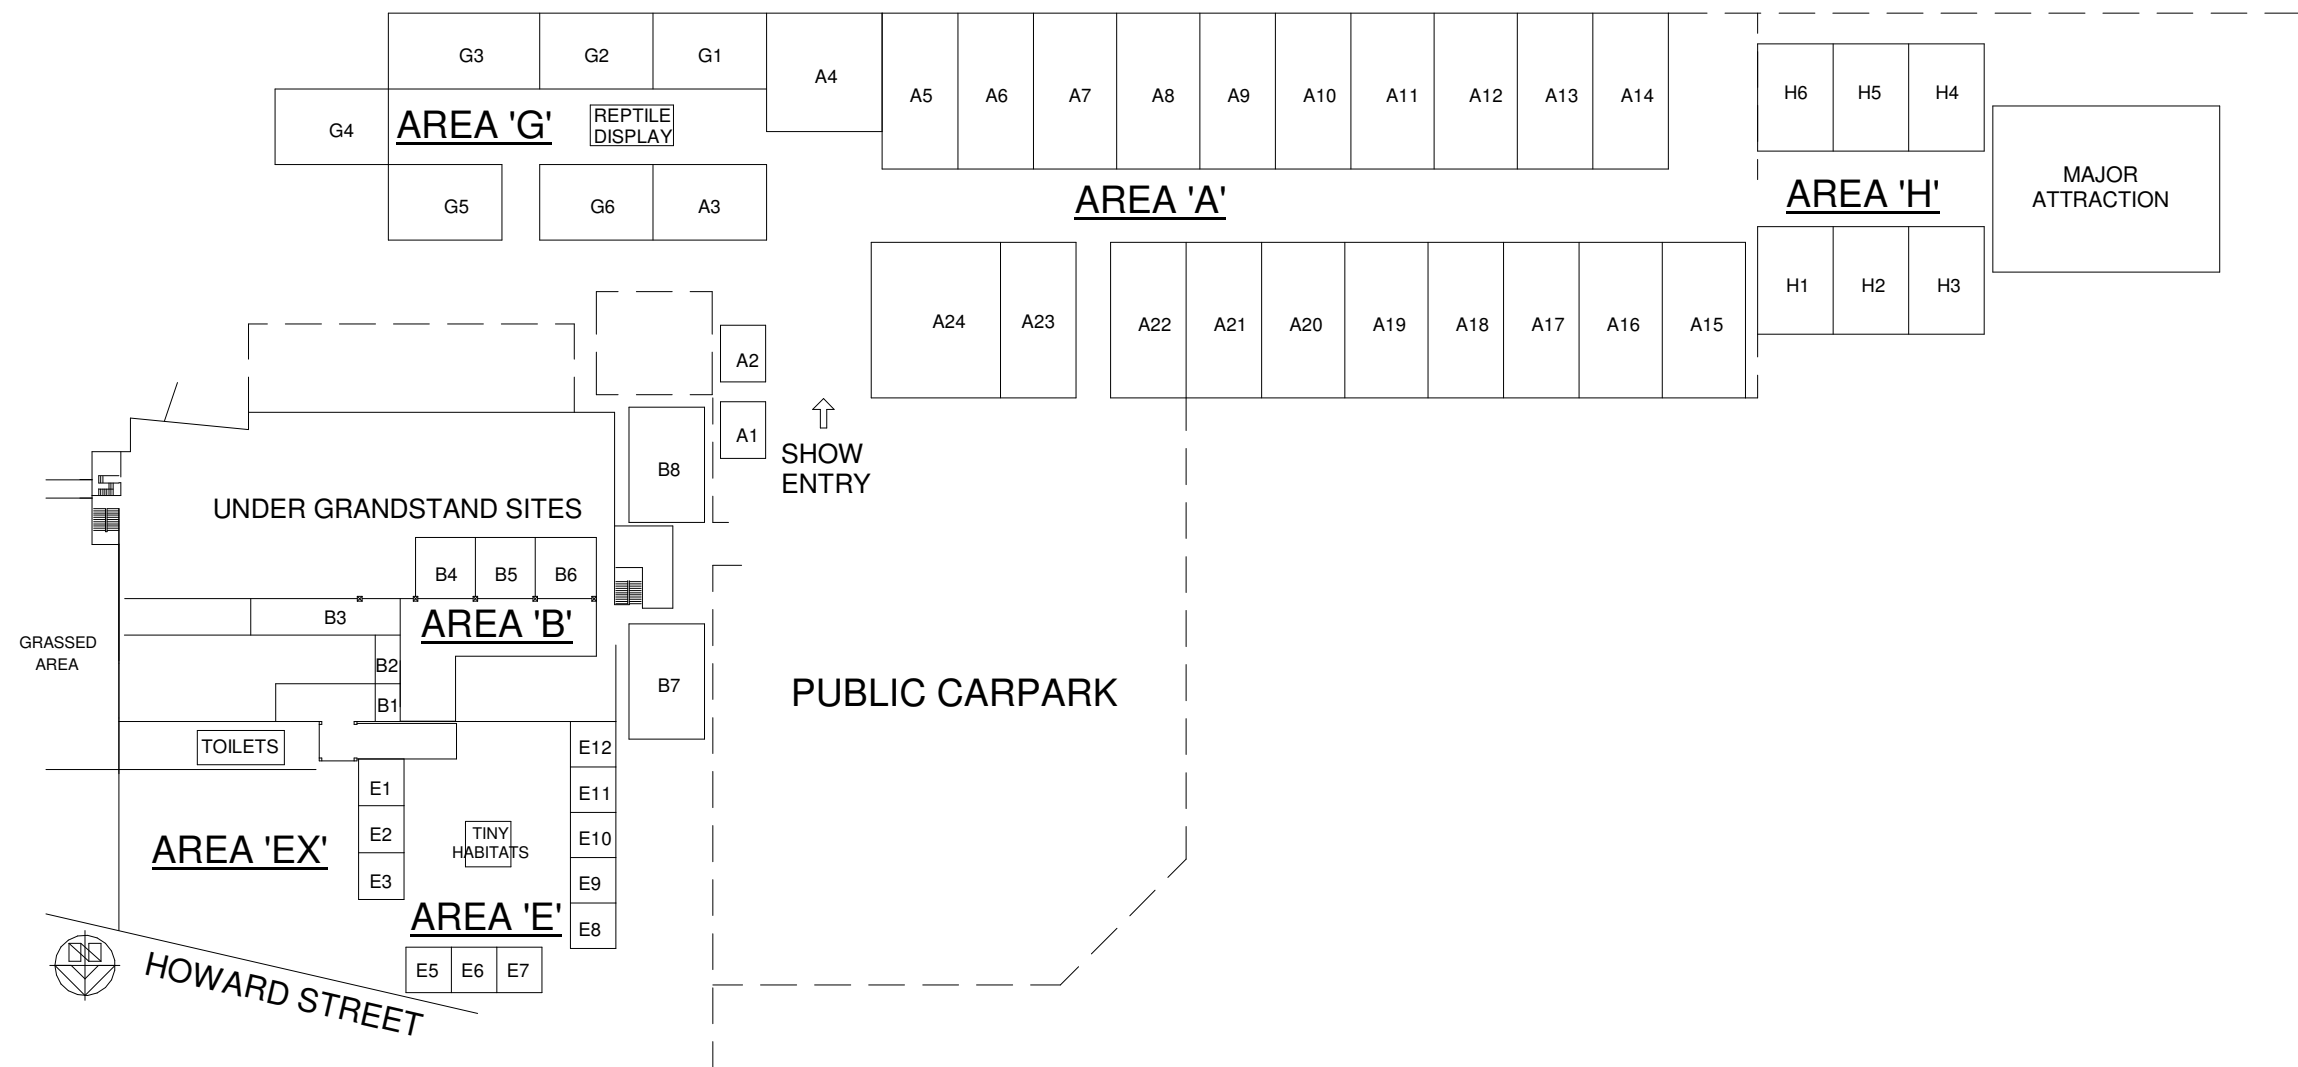 G3
G2
G1
A4
A5
A6
A7
A8
A9
A10
A11
A12
A13
A14
H6
H5
H4
G4
AREA 'G'
REPTILE
DISPLAY
MAJOR
ATTRACTION
AREA 'A'
AREA 'H'
G5
G6
A3
A24
A23
A22
A21
A20
A19
A18
A17
A16
A15
H1
H2
H3
A2
A1
SHOW
ENTRY
B8
UNDER GRANDSTAND SITES
B4
B5
B6
B3
AREA 'B'
GRASSED
AREA
B2
B1
B7
PUBLIC CARPARK
TOILETS
E12
E1
E11
E2
TINY
HABITATS
E10
AREA 'EX'
E3
E9
AREA 'E'
E8
E5
E6
E7
N
HOWARD STREET